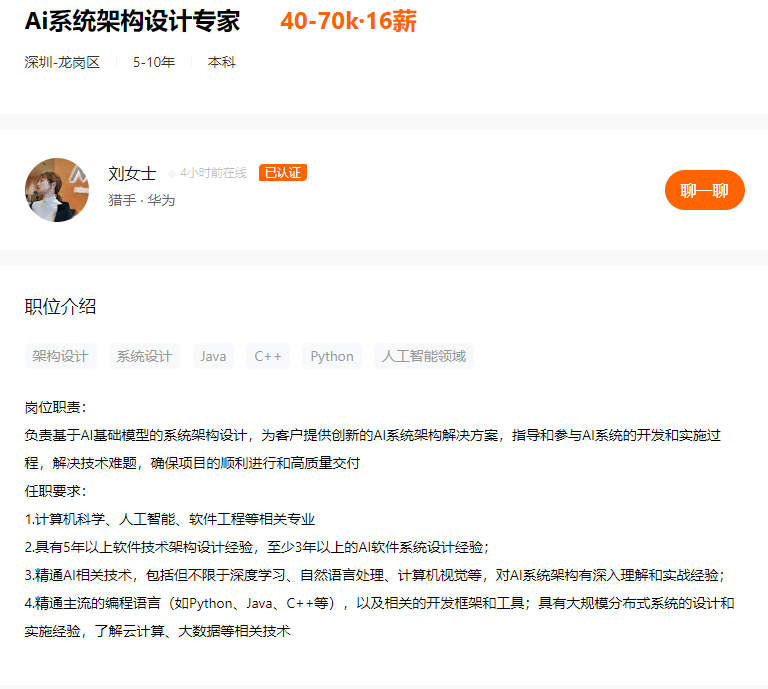 Ai系统架构设计专家 40-70k·16薪
深圳-龙岗区 5-10年 本科
刘女士 4小时前在线 已认证
猎手 · 华为
聊一聊
职位介绍
架构设计 系统设计 Java C++ Python 人工智能领域
岗位职责：
负责基于AI基础模型的系统架构设计，为客户提供创新的AI系统架构解决方案，指导和参与AI系统的开发和实施过
程，解决技术难题，确保项目的顺利进行和高质量交付
任职要求：
1.计算机科学、人工智能、软件工程等相关专业
2.具有5年以上软件技术架构设计经验，至少3年以上的AI软件系统设计经验；
3.精通AI相关技术，包括但不限于深度学习、自然语言处理、计算机视觉等，对AI系统架构有深入理解和实战经验；
4.精通主流的编程语言（如Python、Java、C++等），以及相关的开发框架和工具；具有大规模分布式系统的设计和
实施经验，了解云计算、大数据等相关技术